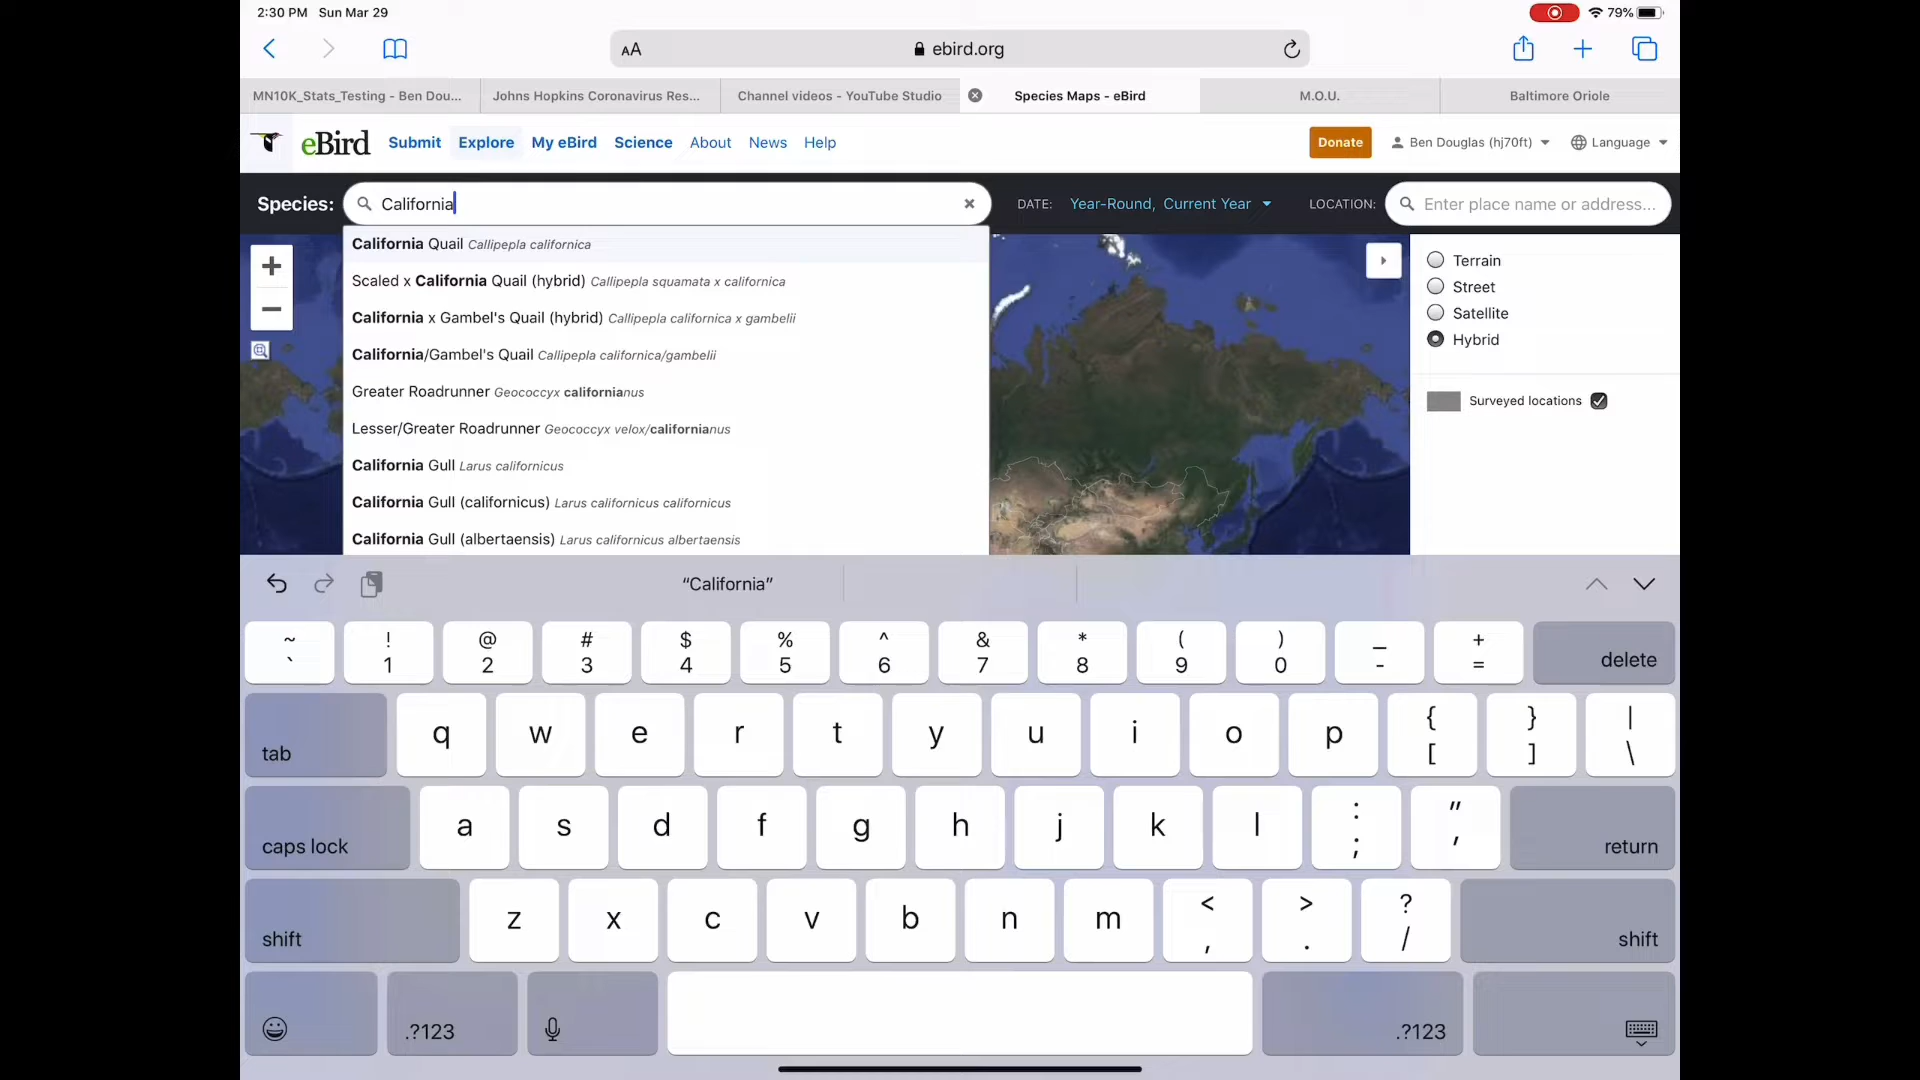 2:30 PM Sun Mar 29
79%
AA
ebird.org
MN10K_Stats_Testing - Ben Dou...
Johns Hopkins Coronavirus Res...
Channel videos - YouTube Studio
Species Maps - eBird
M.O.U.
Baltimore Oriole
eBird
Submit
Explore
My eBird
Science
About
News
Help
Donate
Ben Douglas (hj70ft)
Language
Species:
California
DATE:
Year-Round, Current Year
LOCATION:
Enter place name or address...
+
−
California Quail Callipepla californica
Scaled x California Quail (hybrid) Callipepla squamata x californica
California x Gambel's Quail (hybrid) Callipepla californica x gambelii
California/Gambel's Quail Callipepla californica/gambelii
Greater Roadrunner Geococcyx californianus
Lesser/Greater Roadrunner Geococcyx velox/californianus
California Gull Larus californicus
California Gull (californicus) Larus californicus californicus
California Gull (albertaensis) Larus californicus albertaensis
Terrain
Street
Satellite
Hybrid
Surveyed locations
“California”
~ ! @ # $ % ^ & * ( ) _ +
` 1 2 3 4 5 6 7 8 9 0 - = delete
tab q w e r t y u i o p { [ } ] | \
caps lock a s d f g h j k l : ; " ' return
shift z x c v b n m < , > . ? / shift
.?123 .?123